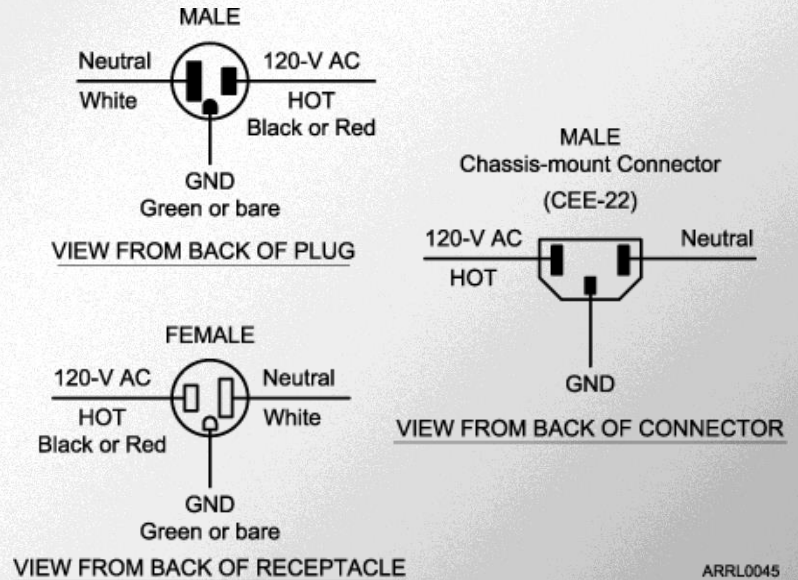 MALE
Neutral
White
120-V AC
HOT
Black or Red
GND
Green or bare
VIEW FROM BACK OF PLUG
FEMALE
120-V AC
HOT
Black or Red
Neutral
White
GND
Green or bare
VIEW FROM BACK OF RECEPTACLE
MALE
Chassis-mount Connector
(CEE-22)
120-V AC
HOT
Neutral
GND
VIEW FROM BACK OF CONNECTOR
ARRL0045